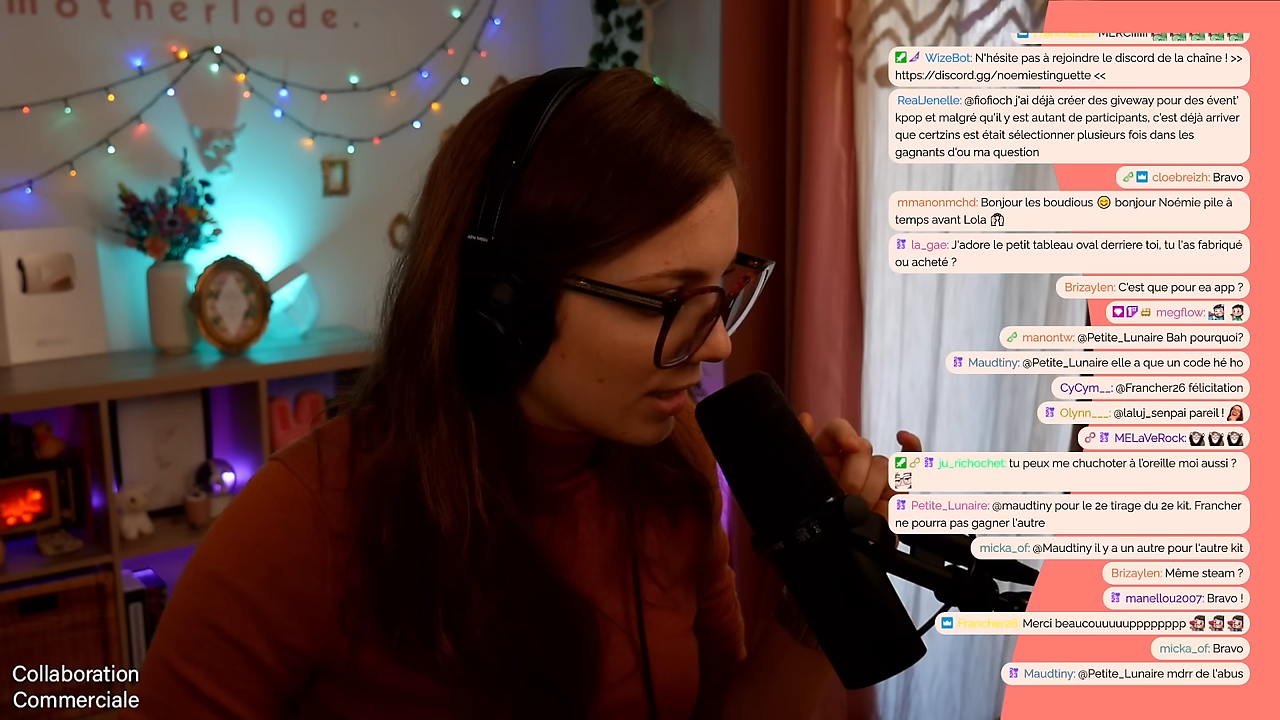 motherlode.
MERCIIIIII
WizeBot: N'hésite pas à rejoindre le discord de la chaîne ! >>
https://discord.gg/noemiestinguette <<
ReaLJenelle: @fiofioch j'ai déjà créer des giveway pour des évent'
kpop et malgré qu'il y est autant de participants, c'est déjà arriver
que certzins est était sélectionner plusieurs fois dans les
gagnants d'ou ma question
cloebreizh: Bravo
mmanonmchd: Bonjour les boudious bonjour Noémie pile à
temps avant Lola
la_gae: J'adore le petit tableau oval derriere toi, tu l'as fabriqué
ou acheté ?
Brizaylen: C'est que pour ea app ?
megflow:
manontw: @Petite_Lunaire Bah pourquoi?
Maudtiny: @Petite_Lunaire elle a que un code hé ho
CyCym__: @Francher26 félicitation
Olynn___: @laluj_senpai pareil !
MELaVeRock:
ju_richochet: tu peux me chuchoter à l'oreille moi aussi ?
Petite_Lunaire: @maudtiny pour le 2e tirage du 2e kit. Francher
ne pourra pas gagner l'autre
micka_of: @Maudtiny il y a un autre pour l'autre kit
Brizaylen: Même steam ?
manellou2007: Bravo !
Francher26: Merci beaucouuuuupppppppp
micka_of: Bravo
Maudtiny: @Petite_Lunaire mdrr de l'abus
Collaboration
Commerciale